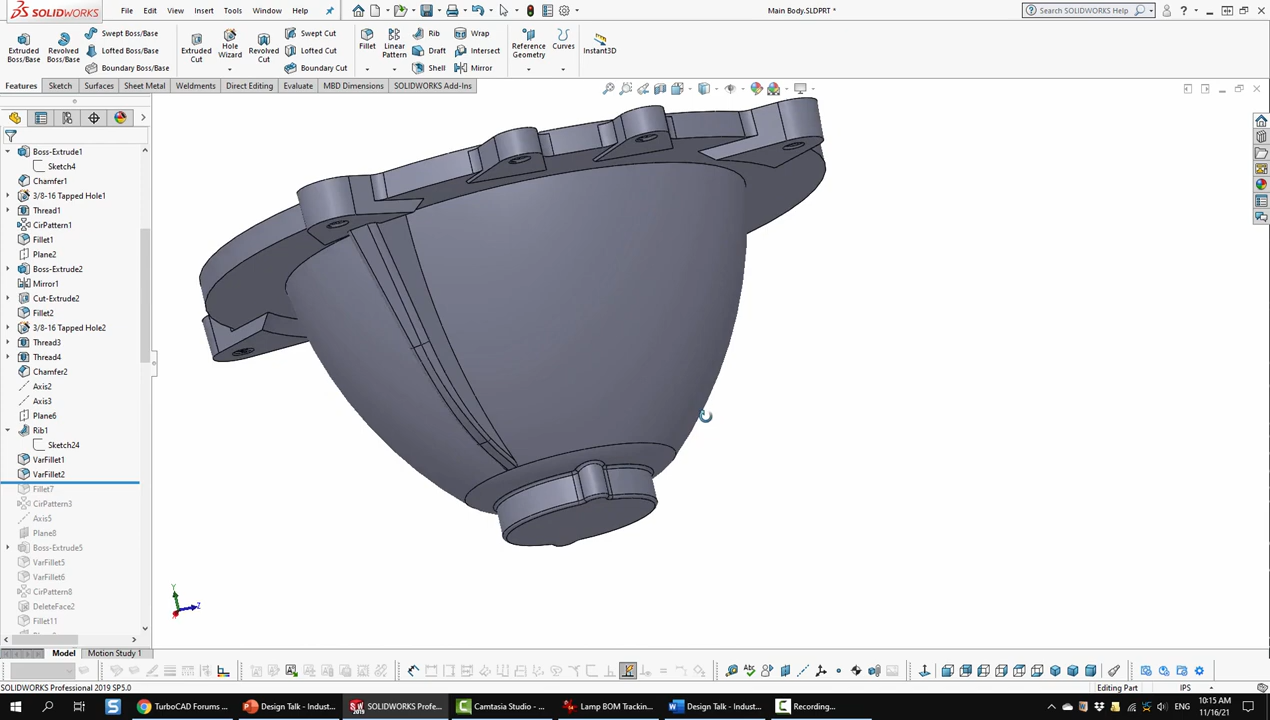 SOLIDWORKS
File Edit View Insert Tools Window Help
Main Body.SLDPRT *
Search SOLIDWORKS Help
Extruded Boss/Base
Revolved Boss/Base
Swept Boss/Base
Lofted Boss/Base
Boundary Boss/Base
Extruded Cut
Hole Wizard
Revolved Cut
Swept Cut
Lofted Cut
Boundary Cut
Fillet
Linear Pattern
Rib
Draft
Shell
Wrap
Intersect
Mirror
Reference Geometry
Curves
Instant3D
Features Sketch Sheet Metal Weldments Direct Editing Evaluate MBD Dimensions SOLIDWORKS Add-Ins
Boss-Extrude1
Sketch4
Chamfer1
3/8-16 Tapped Hole1
Thread1
CirPattern1
Fillet1
Plane2
Boss-Extrude2
Mirror1
Cut-Extrude2
Fillet2
3/8-16 Tapped Hole2
Thread3
Thread4
Chamfer2
Axis2
Axis3
Plane6
Rib1
Sketch24
VarFillet1
VarFillet2
Fillet7
CirPattern3
Axis5
Plane8
Boss-Extrude5
VarFillet5
VarFillet6
CirPattern8
DeleteFace2
Fillet11
Y
Z
Model Motion Study 1
SOLIDWORKS Professional 2019 SP5.0
Editing Part IPS
TurboCAD Forums ...
Design Talk - Indust...
SOLIDWORKS Profe...
Camtasia Studio - ...
Lamp BOM Trackin...
Design Talk - Indust...
Recording...
ENG
10:15 AM
11/16/21